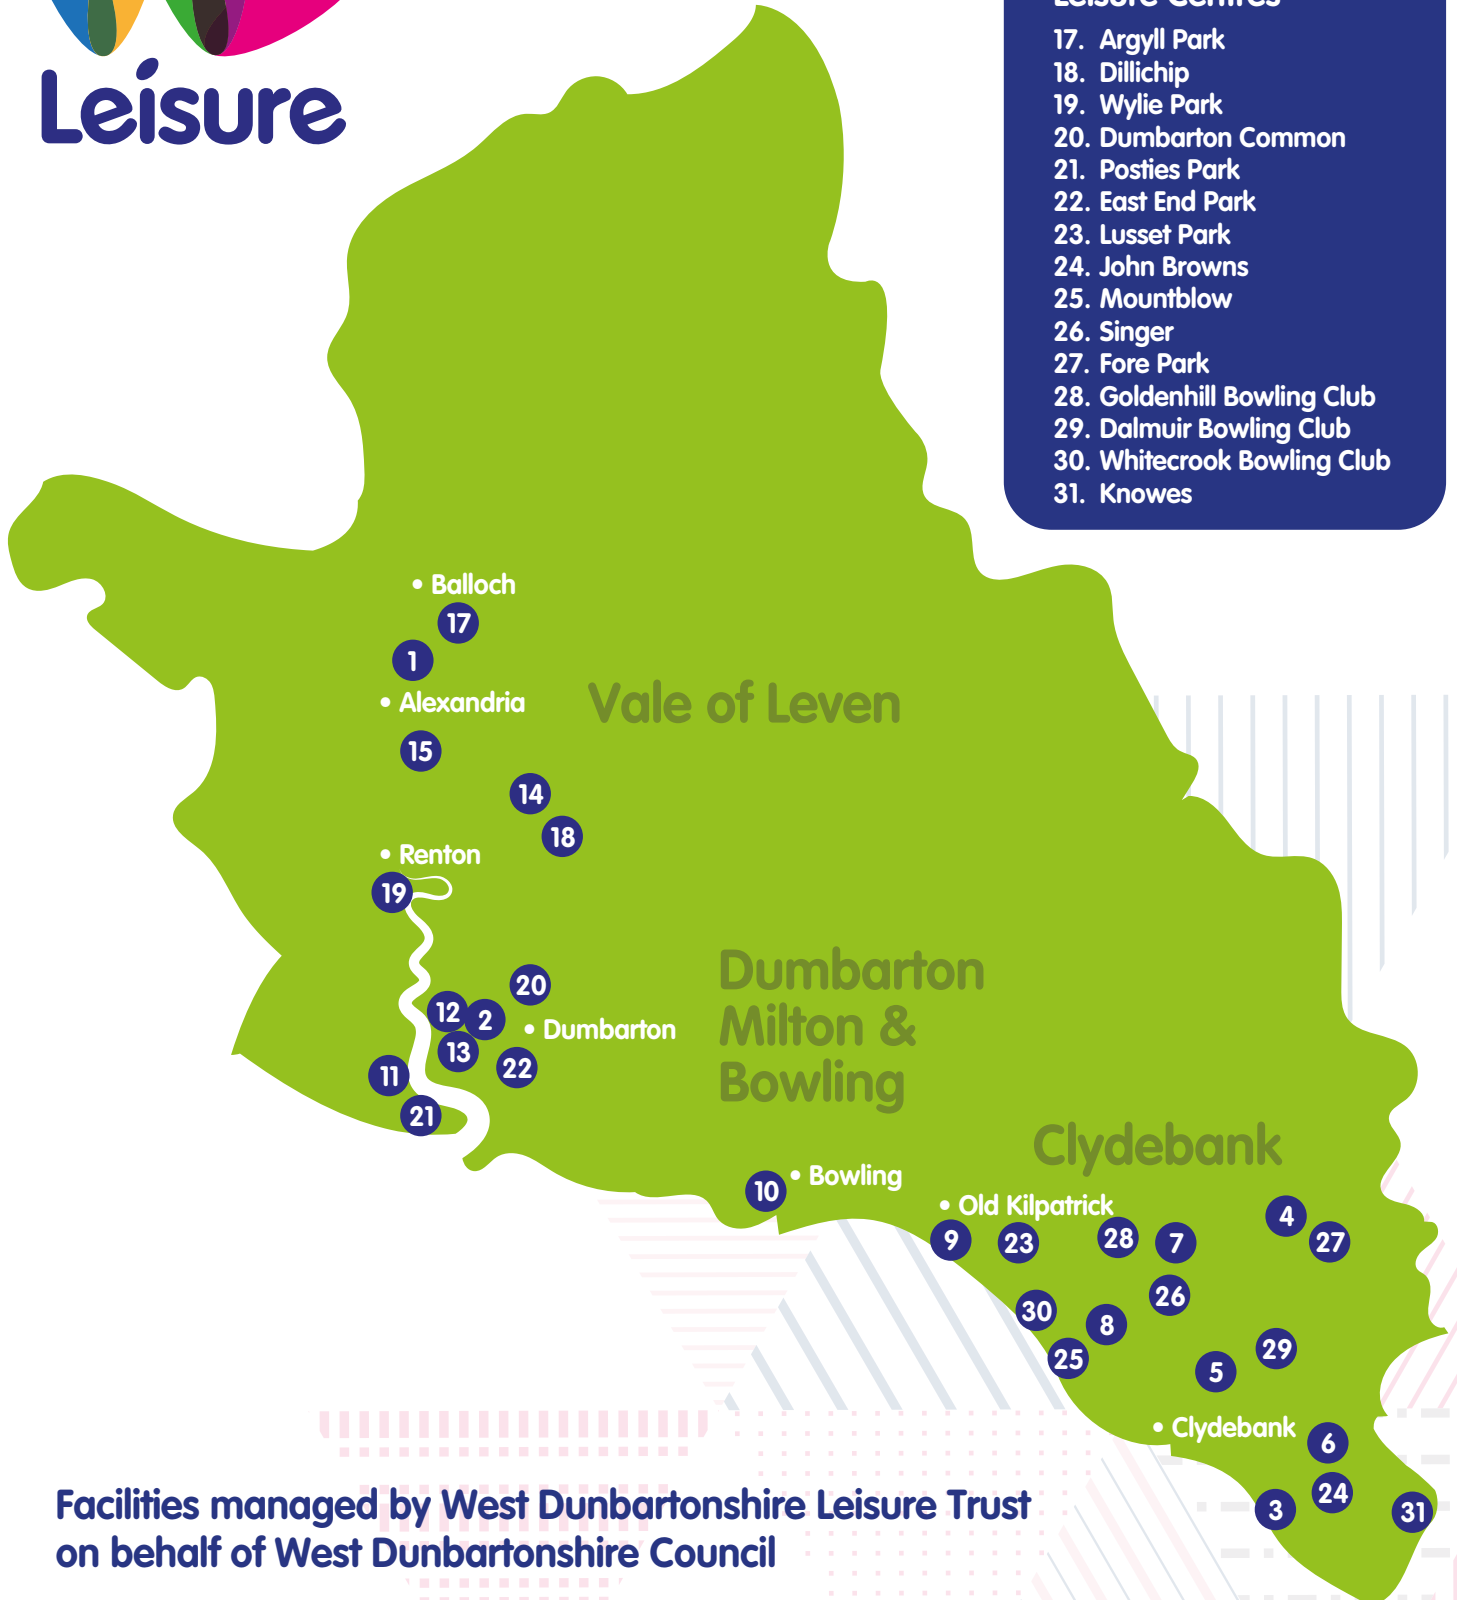 Leisure
Leisure Centres
17. Argyll Park
18. Dillichip
19. Wylie Park
20. Dumbarton Common
21. Posties Park
22. East End Park
23. Lusset Park
24. John Browns
25. Mountblow
26. Singer
27. Fore Park
28. Goldenhill Bowling Club
29. Dalmuir Bowling Club
30. Whitecrook Bowling Club
31. Knowes
• Balloch
17
1
• Alexandria
Vale of Leven
15
14
18
• Renton
19
Dumbarton
Milton &
Bowling
20
12
2
• Dumbarton
13
22
11
21
Clydebank
10
• Bowling
• Old Kilpatrick
9
23
28
7
4
27
26
30
8
25
5
29
• Clydebank
6
3
24
31
Facilities managed by West Dunbartonshire Leisure Trust
on behalf of West Dunbartonshire Council